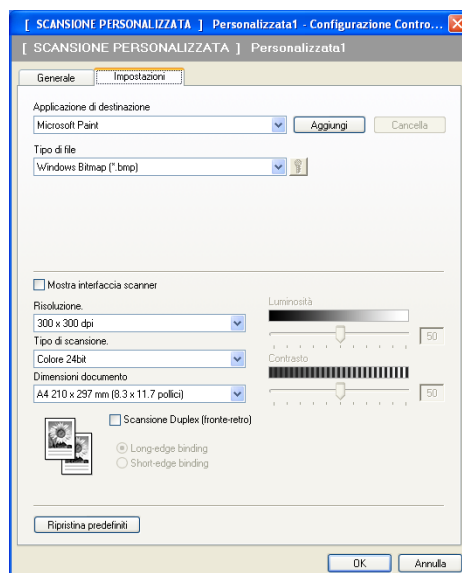 [ SCANSIONE PERSONALIZZATA ] Personalizzata1 - Configurazione Contro...
[ SCANSIONE PERSONALIZZATA ] Personalizzata1
Generale Impostazioni
Applicazione di destinazione
Microsoft Paint Aggiungi Cancella
Tipo di file
Windows Bitmap (*.bmp)
Mostra interfaccia scanner
Risoluzione. Luminosità
300 x 300 dpi 50
Tipo di scansione.
Colore 24bit Contrasto
Dimensioni documento
A4 210 x 297 mm (8.3 x 11.7 pollici) 50
Scansione Duplex (fronte-retro)
Long-edge binding
Short-edge binding
Ripristina predefiniti
OK Annulla